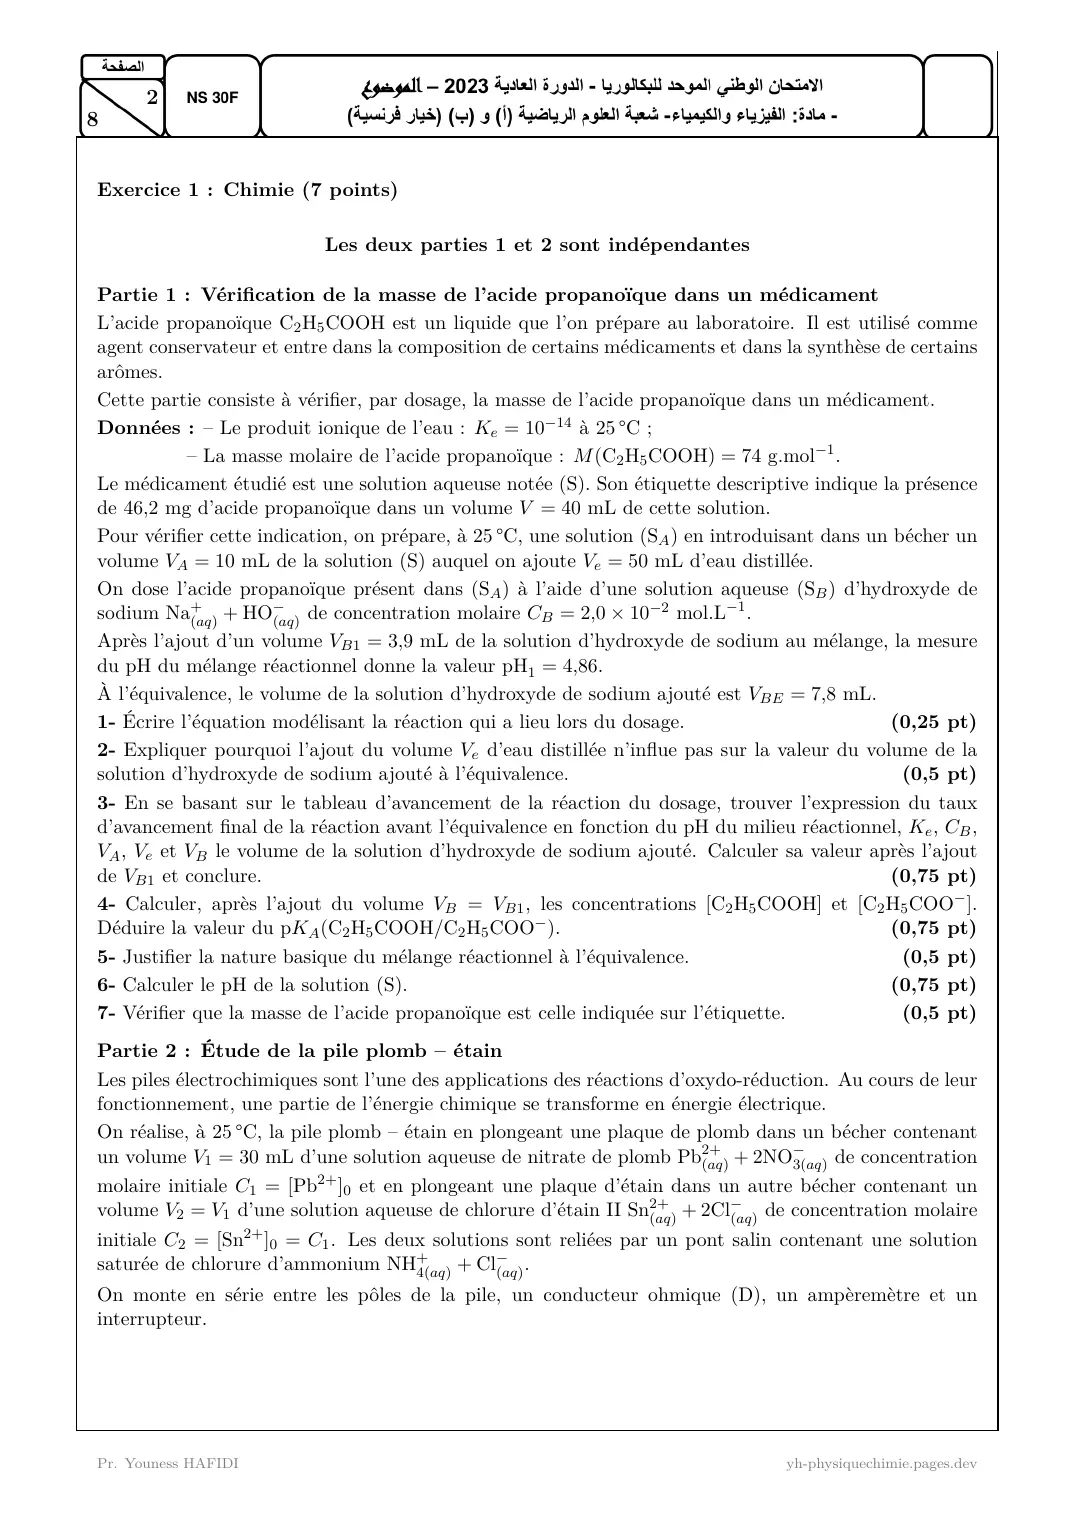 الصفحة
2
8
NS 30F
الامتحان الوطني الموحد للبكالوريا - الدورة العادية 2023 – الموضوع
- مادة: الفيزياء والكيمياء- شعبة العلوم الرياضية (أ) و (ب) (خيار فرنسية)
Exercice 1 : Chimie (7 points)
Les deux parties 1 et 2 sont indépendantes
Partie 1 : Vérification de la masse de l'acide propanoïque dans un médicament
L'acide propanoïque C₂H₅COOH est un liquide que l'on prépare au laboratoire. Il est utilisé comme
agent conservateur et entre dans la composition de certains médicaments et dans la synthèse de certains
arômes.
Cette partie consiste à vérifier, par dosage, la masse de l'acide propanoïque dans un médicament.
Données : – Le produit ionique de l'eau : Kₑ = 10⁻¹⁴ à 25 °C ;
– La masse molaire de l'acide propanoïque : M(C₂H₅COOH) = 74 g.mol⁻¹.
Le médicament étudié est une solution aqueuse notée (S). Son étiquette descriptive indique la présence
de 46,2 mg d'acide propanoïque dans un volume V = 40 mL de cette solution.
Pour vérifier cette indication, on prépare, à 25 °C, une solution (S_A) en introduisant dans un bécher un
volume V_A = 10 mL de la solution (S) auquel on ajoute Vₑ = 50 mL d'eau distillée.
On dose l'acide propanoïque présent dans (S_A) à l'aide d'une solution aqueuse (S_B) d'hydroxyde de
sodium Na⁺(aq) + HO⁻(aq) de concentration molaire C_B = 2,0 × 10⁻² mol.L⁻¹.
Après l'ajout d'un volume V_B1 = 3,9 mL de la solution d'hydroxyde de sodium au mélange, la mesure
du pH du mélange réactionnel donne la valeur pH₁ = 4,86.
À l'équivalence, le volume de la solution d'hydroxyde de sodium ajouté est V_BE = 7,8 mL.
1- Écrire l'équation modélisant la réaction qui a lieu lors du dosage. (0,25 pt)
2- Expliquer pourquoi l'ajout du volume Vₑ d'eau distillée n'influe pas sur la valeur du volume de la
solution d'hydroxyde de sodium ajouté à l'équivalence. (0,5 pt)
3- En se basant sur le tableau d'avancement de la réaction du dosage, trouver l'expression du taux
d'avancement final de la réaction avant l'équivalence en fonction du pH du milieu réactionnel, Kₑ, C_B,
V_A, Vₑ et V_B le volume de la solution d'hydroxyde de sodium ajouté. Calculer sa valeur après l'ajout
de V_B1 et conclure. (0,75 pt)
4- Calculer, après l'ajout du volume V_B = V_B1, les concentrations [C₂H₅COOH] et [C₂H₅COO⁻].
Déduire la valeur du pK_A(C₂H₅COOH/C₂H₅COO⁻). (0,75 pt)
5- Justifier la nature basique du mélange réactionnel à l'équivalence. (0,5 pt)
6- Calculer le pH de la solution (S). (0,75 pt)
7- Vérifier que la masse de l'acide propanoïque est celle indiquée sur l'étiquette. (0,5 pt)
Partie 2 : Étude de la pile plomb – étain
Les piles électrochimiques sont l'une des applications des réactions d'oxydo-réduction. Au cours de leur
fonctionnement, une partie de l'énergie chimique se transforme en énergie électrique.
On réalise, à 25 °C, la pile plomb – étain en plongeant une plaque de plomb dans un bécher contenant
un volume V₁ = 30 mL d'une solution aqueuse de nitrate de plomb Pb²⁺(aq) + 2NO₃⁻(aq) de concentration
molaire initiale C₁ = [Pb²⁺]₀ et en plongeant une plaque d'étain dans un autre bécher contenant un
volume V₂ = V₁ d'une solution aqueuse de chlorure d'étain II Sn²⁺(aq) + 2Cl⁻(aq) de concentration molaire
initiale C₂ = [Sn²⁺]₀ = C₁. Les deux solutions sont reliées par un pont salin contenant une solution
saturée de chlorure d'ammonium NH₄⁺(aq) + Cl⁻(aq).
On monte en série entre les pôles de la pile, un conducteur ohmique (D), un ampèremètre et un
interrupteur.
Pr. Youness HAFIDI
yh-physiquechimie.pages.dev